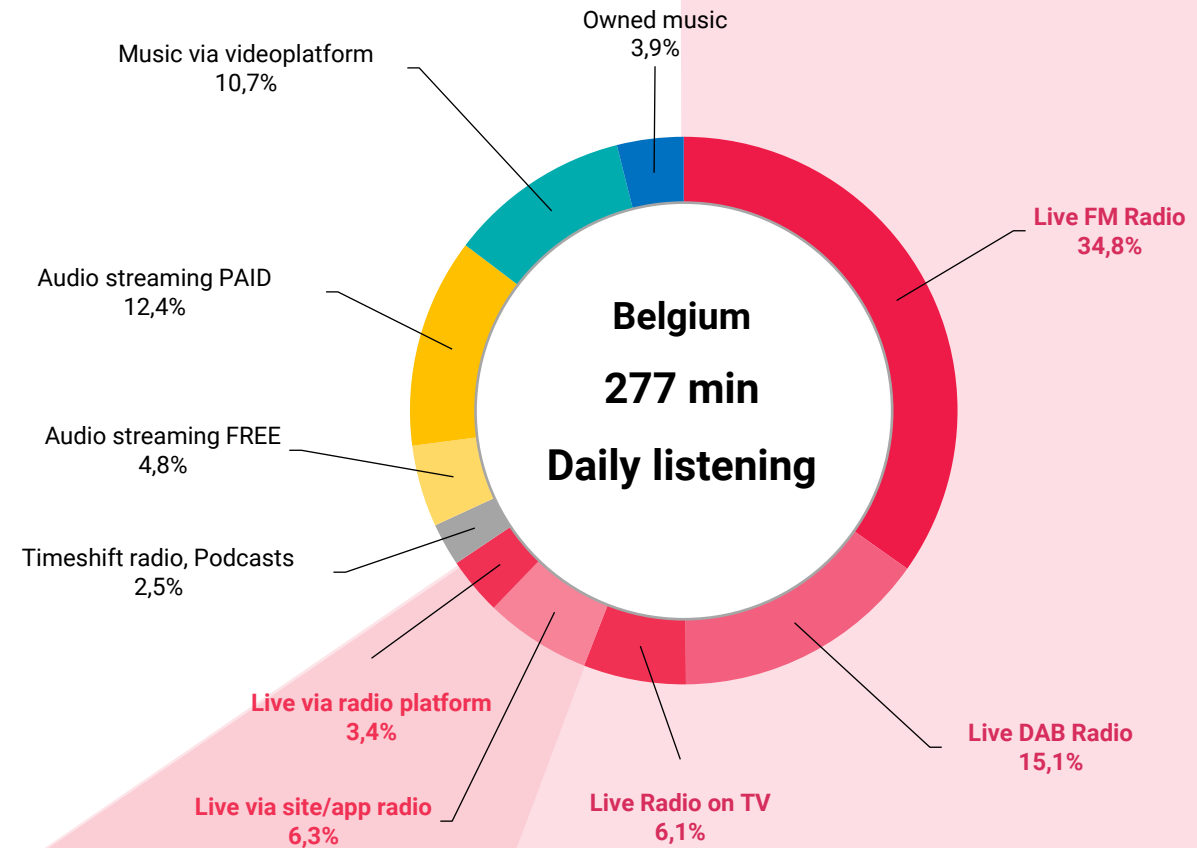 Owned music
3,9%
Music via videoplatform
10,7%
Live FM Radio
34,8%
Audio streaming PAID
12,4%
Belgium
277 min
Daily listening
Audio streaming FREE
4,8%
Timeshift radio, Podcasts
2,5%
Live via radio platform
3,4%
Live DAB Radio
15,1%
Live via site/app radio
6,3%
Live Radio on TV
6,1%